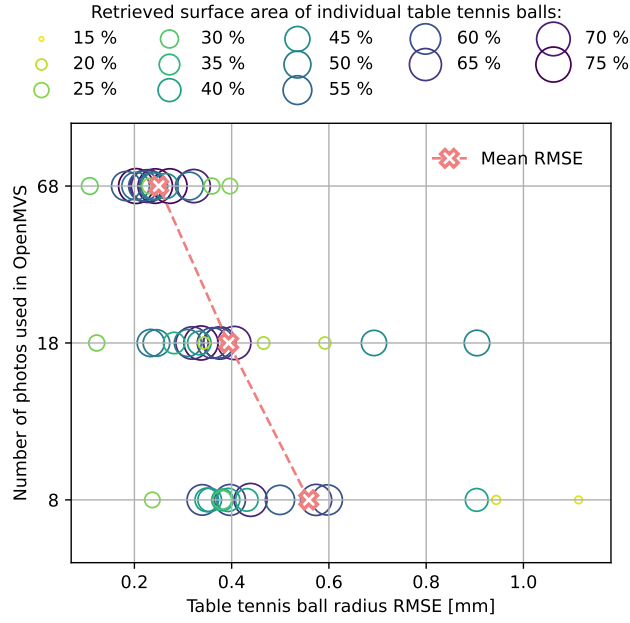 Retrieved surface area of individual table tennis balls:
15 % 30 % 45 % 60 % 70 %
20 % 35 % 50 % 65 % 75 %
25 % 40 % 55 %
Mean RMSE
Number of photos used in OpenMVS
68
18
8
0.2 0.4 0.6 0.8 1.0
Table tennis ball radius RMSE [mm]